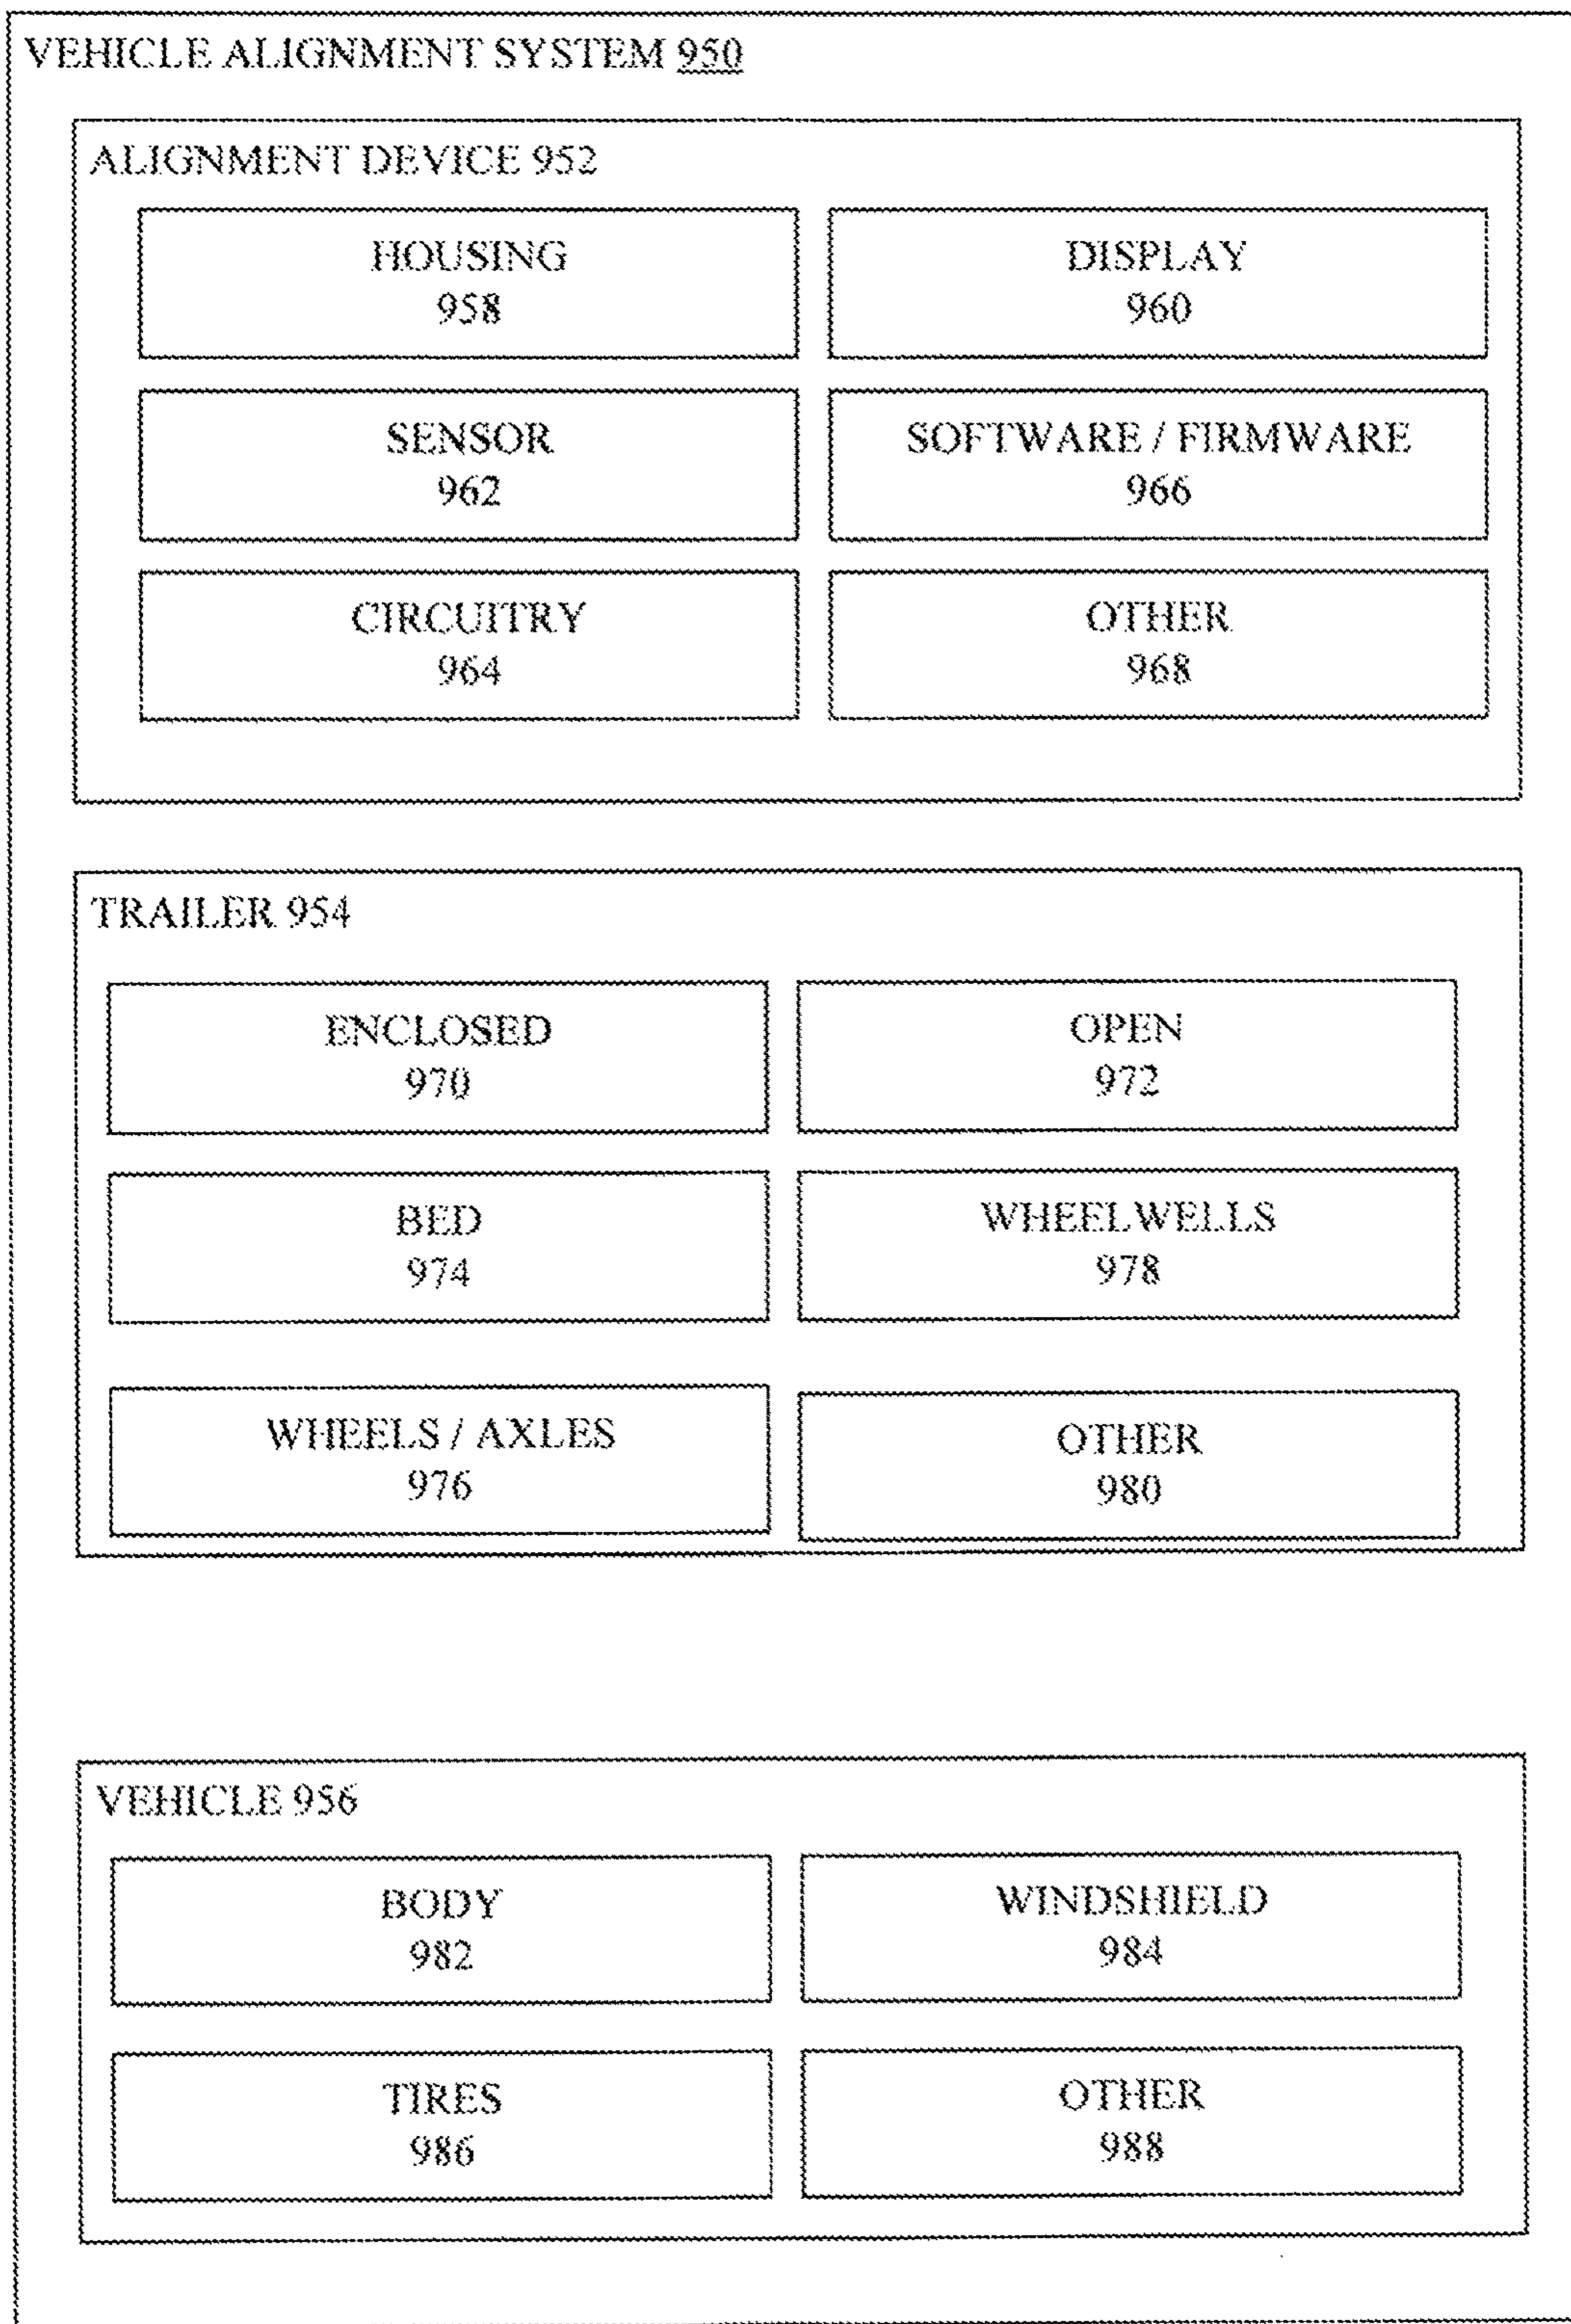 VEHICLE ALIGNMENT SYSTEM 950
ALIGNMENT DEVICE 952
HOUSING
958
DISPLAY
960
SENSOR
962
SOFTWARE / FIRMWARE
966
CIRCUITRY
964
OTHER
968
TRAILER 954
ENCLOSED
970
OPEN
972
BED
974
WHEELWELLS
978
WHEELS / AXLES
976
OTHER
980
VEHICLE 956
BODY
982
WINDSHIELD
984
TIRES
986
OTHER
988